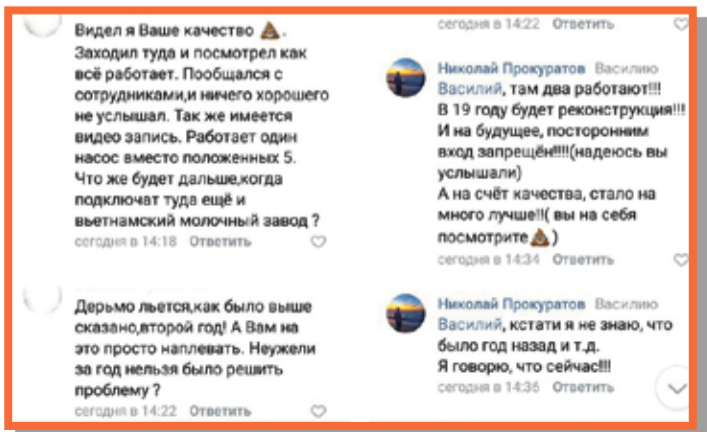 Видел я Ваше качество 💩.
Заходил туда и посмотрел как
всё работает. Пообщался с
сотрудниками,и ничего хорошего
не услышал. Так же имеется
видео запись. Работает один
насос вместо положенных 5.
Что же будет дальше,когда
подключат туда ещё и
вьетнамский молочный завод ?
сегодня в 14:18 Ответить
Дерьмо льется,как было выше
сказано,второй год! А Вам на
это просто наплевать. Неужели
за год нельзя было решить
проблему ?
сегодня в 14:22 Ответить
сегодня в 14:22 Ответить
Николай Прокуратов Василию
Василий, там два работают!!!
В 19 году будет реконструкция!!!
И на будущее, посторонним
вход запрещён!!!!(надеюсь вы
услышали)
А на счёт качества, стало на
много лучше!!( вы на себя
посмотрите💩)
сегодня в 14:34 Ответить
Николай Прокуратов Василию
Василий, кстати я не знаю, что
было год назад и т.д.
Я говорю, что сейчас!!!
сегодня в 14:36 Ответить